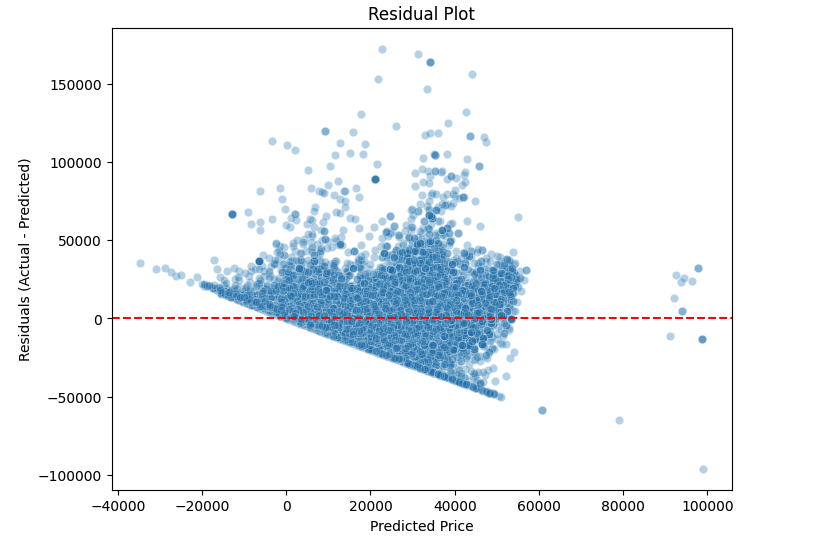 Residual Plot
Residuals (Actual - Predicted)
150000
100000
50000
0
−50000
−100000
−40000 −20000 0 20000 40000 60000 80000 100000
Predicted Price